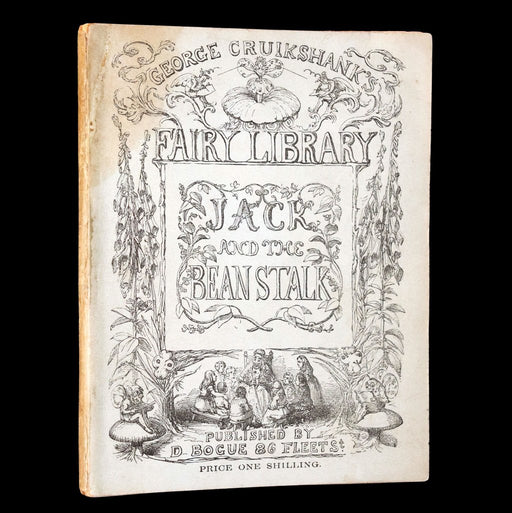 GEORGE CRUIKSHANK'S
FAIRY LIBRARY
JACK
AND THE
BEAN STALK
PUBLISHED BY
D. BOGUE 86 FLEET St.
PRICE ONE SHILLING.